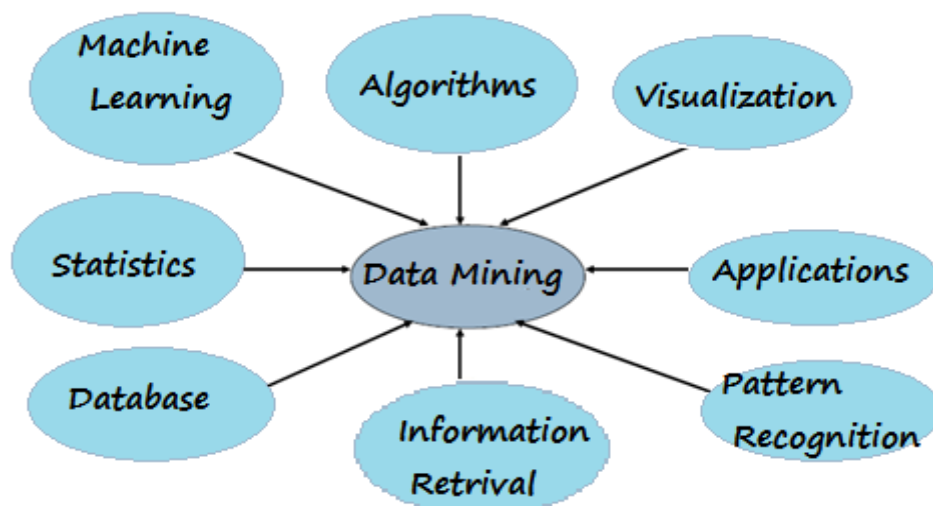 Machine
Learning
Algorithms
Visualization
Statistics
Data Mining
Applications
Database
Information
Retrival
Pattern
Recognition